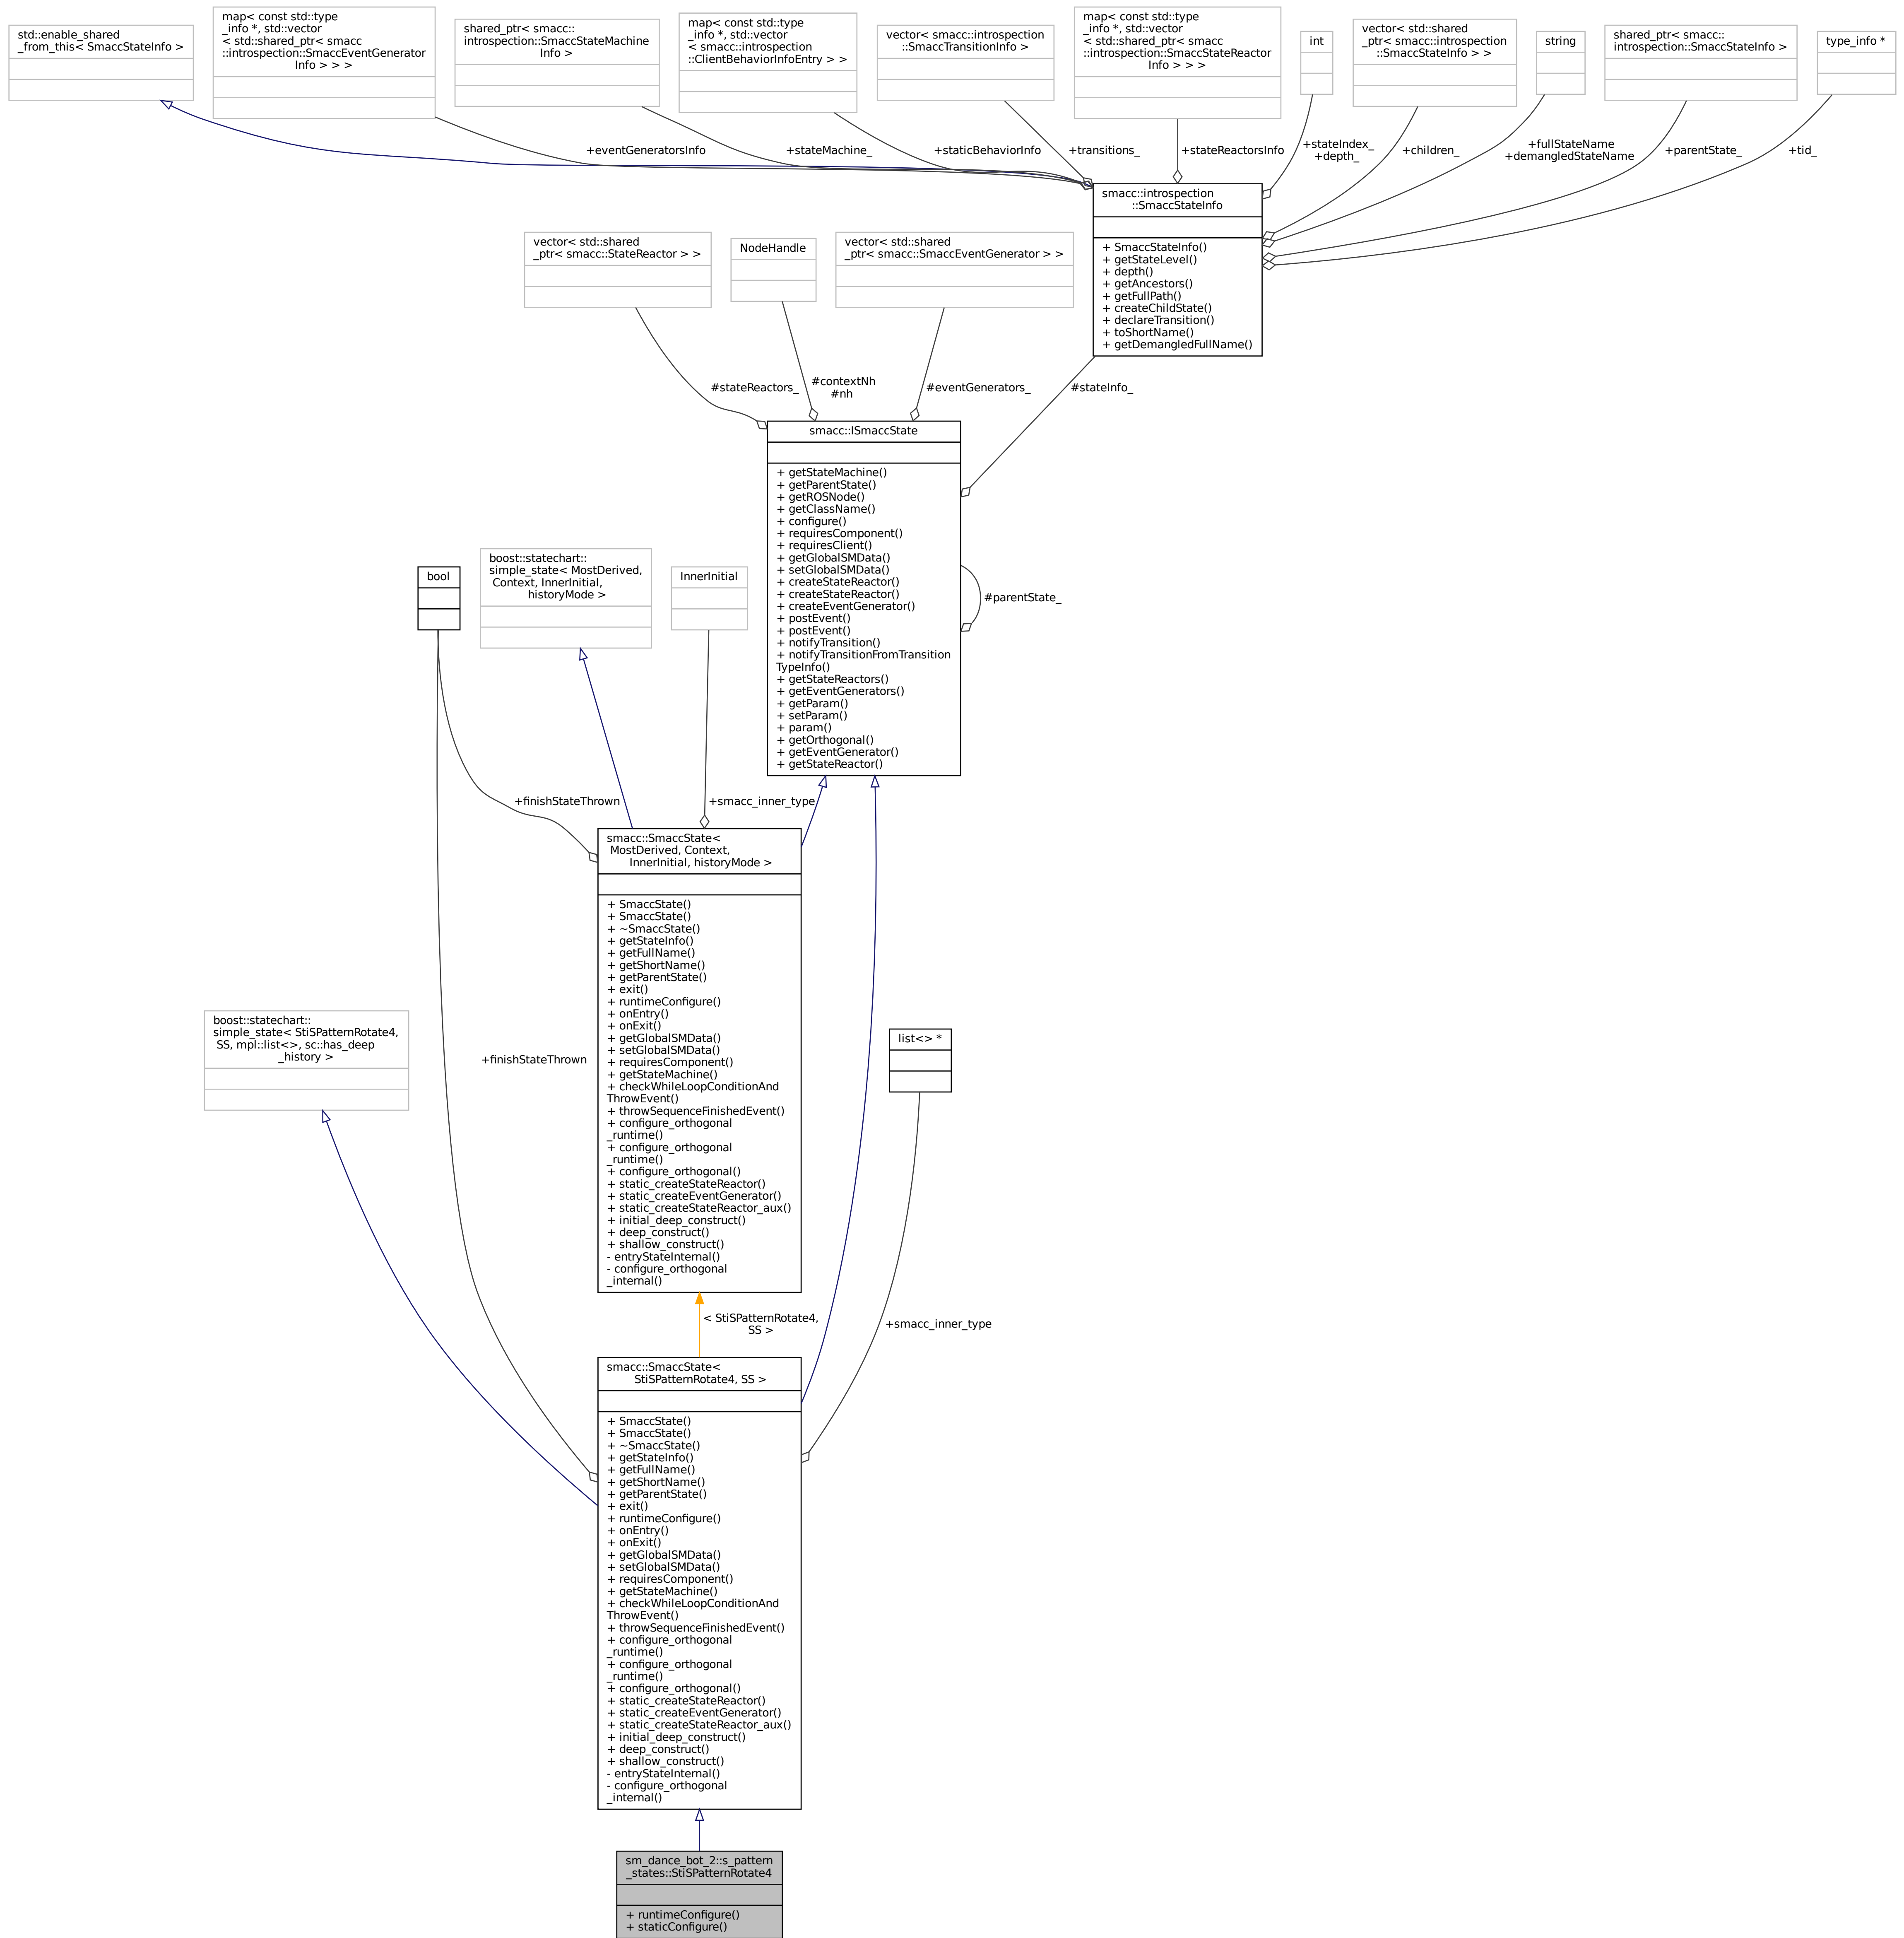 std::enable_shared
_from_this< SmaccStateInfo >
map< const std::type
_info *, std::vector
< std::shared_ptr< smacc
::introspection::SmaccEventGenerator
Info > > >
shared_ptr< smacc::
introspection::SmaccStateMachine
Info >
map< const std::type
_info *, std::vector
< smacc::introspection
::ClientBehaviorInfoEntry > >
vector< smacc::introspection
::SmaccTransitionInfo >
map< const std::type
_info *, std::vector
< std::shared_ptr< smacc
::introspection::SmaccStateReactor
Info > > >
int
vector< std::shared
_ptr< smacc::introspection
::SmaccStateInfo > >
string
shared_ptr< smacc::
introspection::SmaccStateInfo >
type_info *
+eventGeneratorsInfo
+stateMachine_
+staticBehaviorInfo
+transitions_
+stateReactorsInfo
+stateIndex_
+depth_
+children_
+fullStateName
+demangledStateName
+parentState_
+tid_
smacc::introspection
::SmaccStateInfo
+ SmaccStateInfo()
+ getStateLevel()
+ depth()
+ getAncestors()
+ getFullPath()
+ createChildState()
+ declareTransition()
+ toShortName()
+ getDemangledFullName()
vector< std::shared
_ptr< smacc::StateReactor > >
NodeHandle
vector< std::shared
_ptr< smacc::SmaccEventGenerator > >
#stateReactors_
#contextNh
#nh
#eventGenerators_
#stateInfo_
smacc::ISmaccState
+ getStateMachine()
+ getParentState()
+ getROSNode()
+ getClassName()
+ configure()
+ requiresComponent()
+ requiresClient()
+ getGlobalSMData()
+ setGlobalSMData()
+ createStateReactor()
+ createStateReactor()
+ createEventGenerator()
+ postEvent()
+ postEvent()
+ notifyTransition()
+ notifyTransitionFromTransition
TypeInfo()
+ getStateReactors()
+ getEventGenerators()
+ getParam()
+ setParam()
+ param()
+ getOrthogonal()
+ getEventGenerator()
+ getStateReactor()
#parentState_
bool
boost::statechart::
simple_state< MostDerived,
Context, InnerInitial,
historyMode >
InnerInitial
+finishStateThrown
+smacc_inner_type
smacc::SmaccState<
MostDerived, Context,
InnerInitial, historyMode >
+ SmaccState()
+ SmaccState()
+ ~SmaccState()
+ getStateInfo()
+ getFullName()
+ getShortName()
+ getParentState()
+ exit()
+ runtimeConfigure()
+ onEntry()
+ onExit()
+ getGlobalSMData()
+ setGlobalSMData()
+ requiresComponent()
+ getStateMachine()
+ checkWhileLoopConditionAnd
ThrowEvent()
+ throwSequenceFinishedEvent()
+ configure_orthogonal
_runtime()
+ configure_orthogonal
_runtime()
+ configure_orthogonal()
+ static_createStateReactor()
+ static_createEventGenerator()
+ static_createStateReactor_aux()
+ initial_deep_construct()
+ deep_construct()
+ shallow_construct()
- entryStateInternal()
- configure_orthogonal
_internal()
boost::statechart::
simple_state< StiSPatternRotate4,
SS, mpl::list<>, sc::has_deep
_history >
+finishStateThrown
list<> *
< StiSPatternRotate4,
SS >
+smacc_inner_type
smacc::SmaccState<
StiSPatternRotate4, SS >
+ SmaccState()
+ SmaccState()
+ ~SmaccState()
+ getStateInfo()
+ getFullName()
+ getShortName()
+ getParentState()
+ exit()
+ runtimeConfigure()
+ onEntry()
+ onExit()
+ getGlobalSMData()
+ setGlobalSMData()
+ requiresComponent()
+ getStateMachine()
+ checkWhileLoopConditionAnd
ThrowEvent()
+ throwSequenceFinishedEvent()
+ configure_orthogonal
_runtime()
+ configure_orthogonal
_runtime()
+ configure_orthogonal()
+ static_createStateReactor()
+ static_createEventGenerator()
+ static_createStateReactor_aux()
+ initial_deep_construct()
+ deep_construct()
+ shallow_construct()
- entryStateInternal()
- configure_orthogonal
_internal()
sm_dance_bot_2::s_pattern
_states::StiSPatternRotate4
+ runtimeConfigure()
+ staticConfigure()